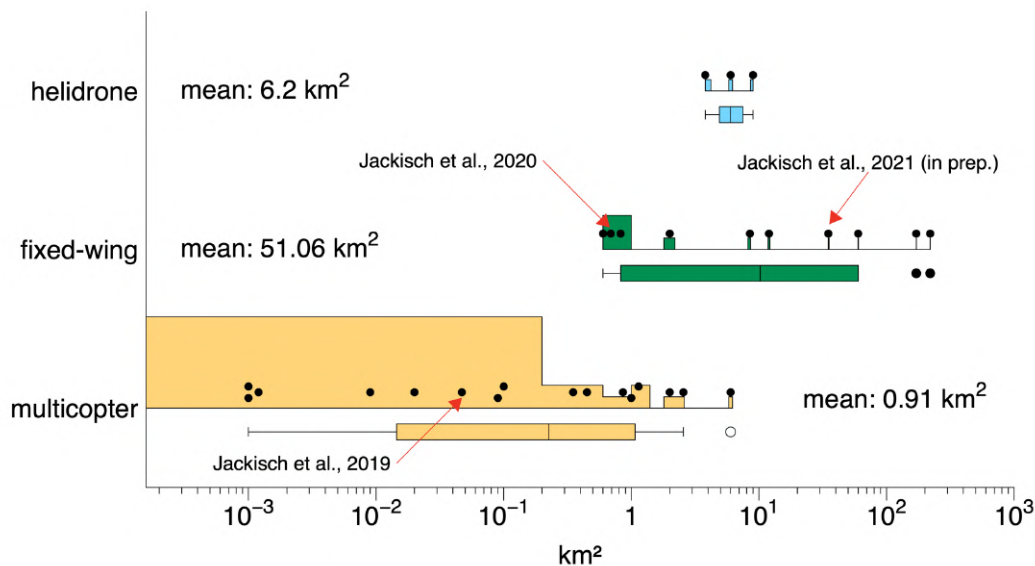 helidrone
mean: 6.2 km²
Jackisch et al., 2020
Jackisch et al., 2021 (in prep.)
fixed-wing
mean: 51.06 km²
multicopter
mean: 0.91 km²
Jackisch et al., 2019
10⁻³ 10⁻² 10⁻¹ 1 10¹ 10² 10³
km²